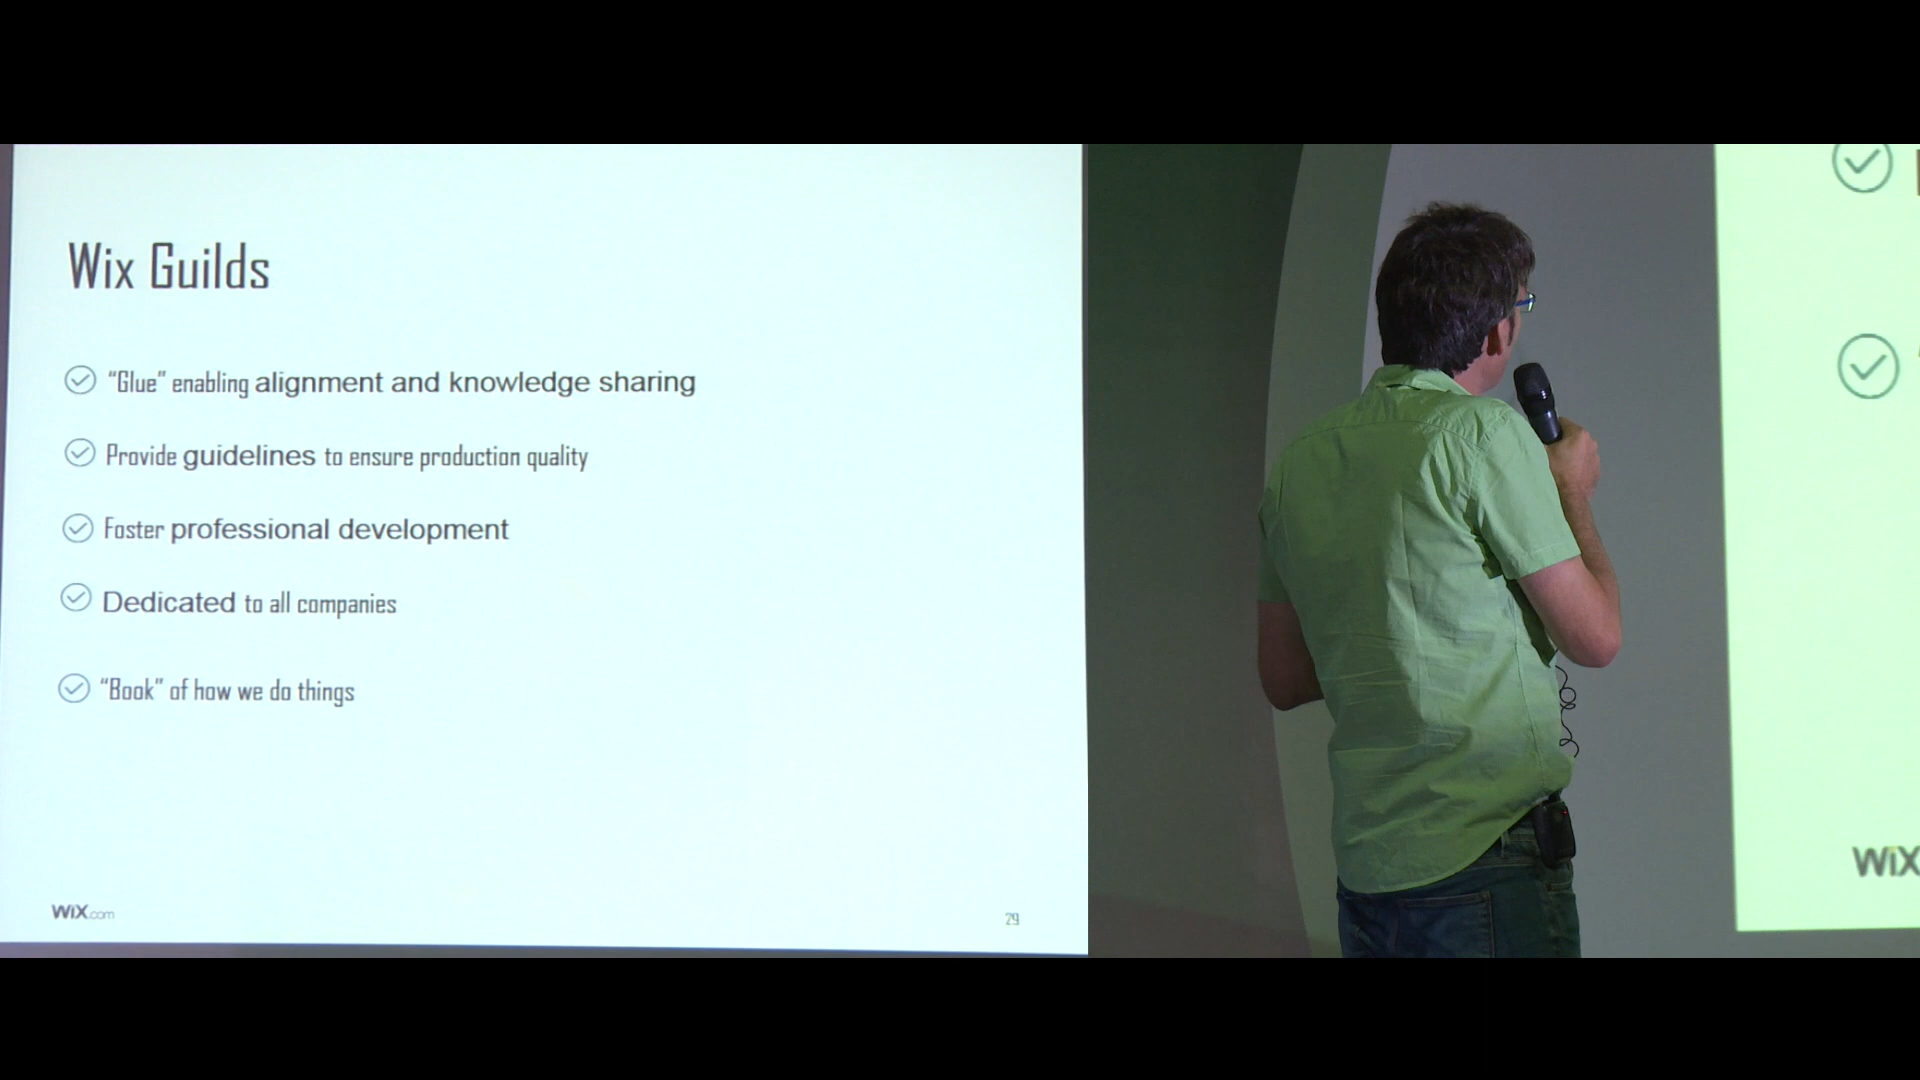 Wix Guilds
“Glue” enabling alignment and knowledge sharing
Provide guidelines to ensure production quality
Foster professional development
Dedicated to all companies
“Book” of how we do things
WiX.com
29
WiX